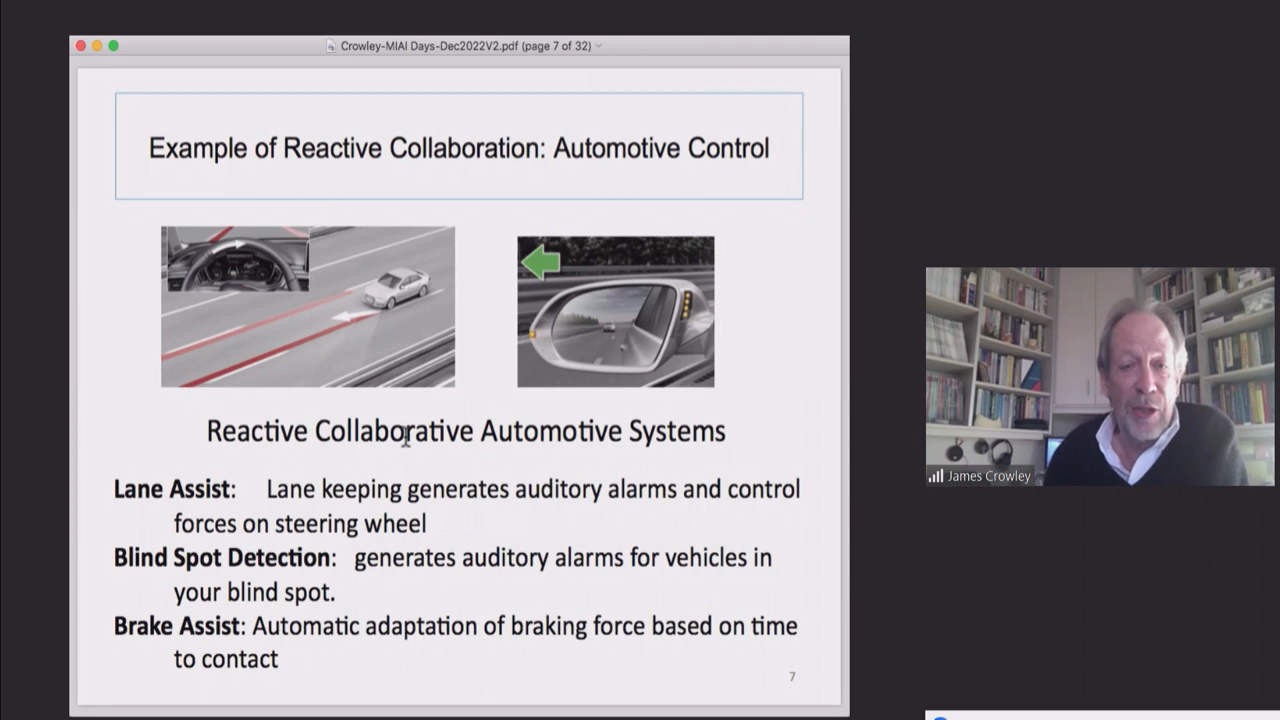 Crowley-MIAI Days-Dec2022V2.pdf (page 7 of 32)
Example of Reactive Collaboration: Automotive Control
Reactive Collaborative Automotive Systems
Lane Assist: Lane keeping generates auditory alarms and control
forces on steering wheel
Blind Spot Detection: generates auditory alarms for vehicles in
your blind spot.
Brake Assist: Automatic adaptation of braking force based on time
to contact
7
James Crowley